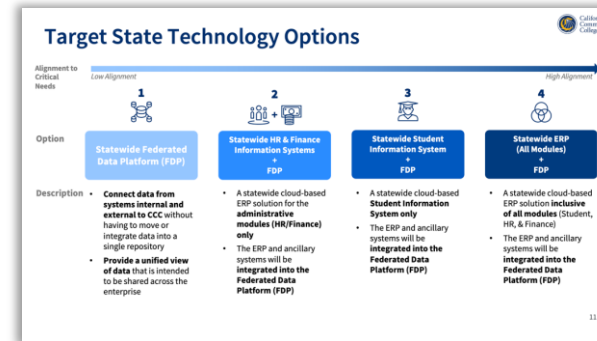 Target State Technology Options
Alignment to
Critical
Needs
Low Alignment
High Alignment
1
2
3
4
Option
Statewide Federated
Data Platform (FDP)
Statewide HR & Finance
Information Systems
+
FDP
Statewide Student
Information System
+
FDP
Statewide ERP
(All Modules)
+
FDP
Description
• Connect data from
systems internal and
external to CCC without
having to move or
integrate data into a
single repository
• Provide a unified view
of data that is intended
to be shared across the
enterprise
• A statewide cloud-based
ERP solution for the
administrative
modules (HR/Finance)
only
• The ERP and ancillary
systems will be
integrated into the
Federated Data
Platform (FDP)
• A statewide cloud-based
Student Information
System only
• The ERP and ancillary
systems will be
integrated into the
Federated Data
Platform (FDP)
• A statewide cloud-based
ERP solution inclusive
of all modules (Student,
HR, & Finance)
• The ERP and ancillary
systems will be
integrated into the
Federated Data
Platform (FDP)
11